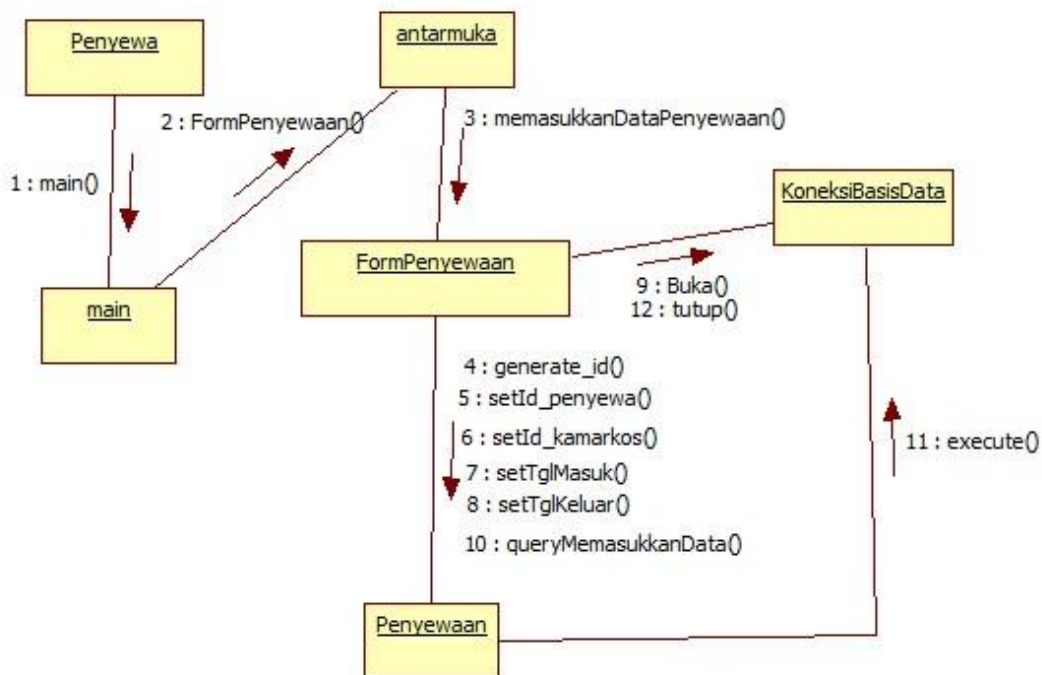 Penyewa
antarmuka
2 : FormPenyewaan()
3 : memasukkanDataPenyewaan()
1 : main()
KoneksiBasisData
FormPenyewaan
main
9 : Buka()
12 : tutup()
4 : generate_id()
5 : setId_penyewa()
6 : setId_kamarkos()
11 : execute()
7 : setTglMasuk()
8 : setTglKeluar()
10 : queryMemasukkanData()
Penyewaan